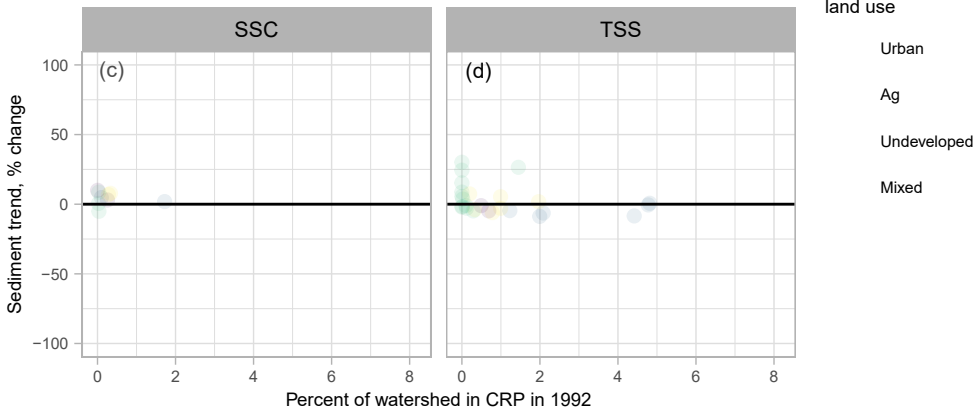 land use
SSC
TSS
Urban
Ag
Undeveloped
Mixed
(c)
(d)
Sediment trend, % change
100
50
0
−50
−100
0 2 4 6 8
0 2 4 6 8
Percent of watershed in CRP in 1992